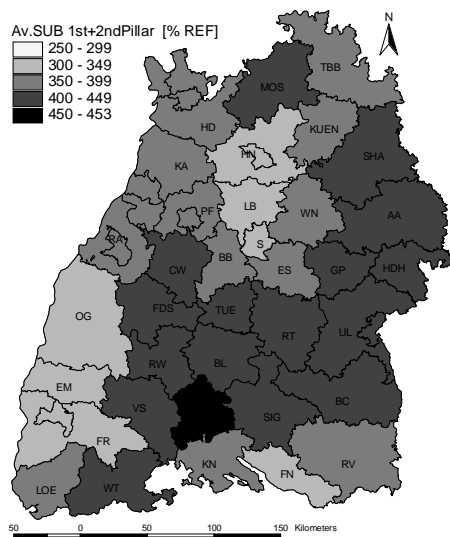 Av.SUB 1st+2ndPillar [% REF]
250 - 299
300 - 349
350 - 399
400 - 449
450 - 453
N
TBB
MOS
HD
KUEN
HN
SHA
KA
LB
WN
PF
AA
RA
S
CW
BB
ES
GP
HDH
OG
FDS
TUE
RT
UL
RW
BL
EM
VS
SIG
BC
FR
KN
FN
RV
LOE
WT
50 0 50 100 150 Kilometers